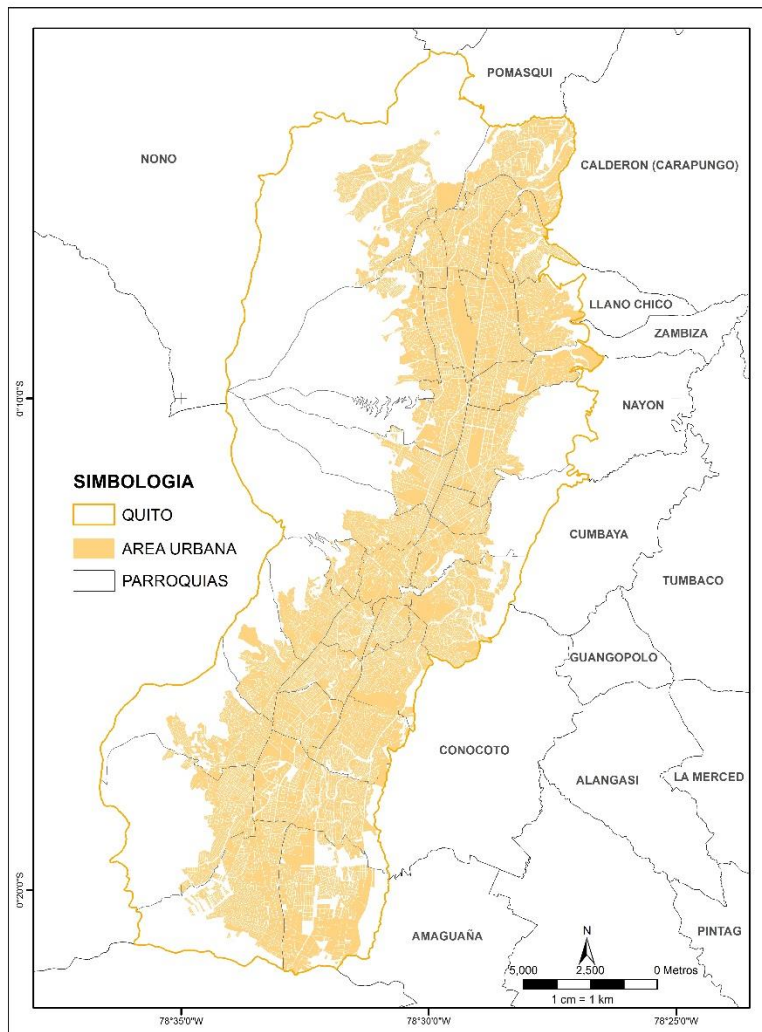 POMASQUI
NONO
CALDERON (CARAPUNGO)
LLANO CHICO
ZAMBIZA
0°10'0"S
NAYON
SIMBOLOGIA
QUITO
AREA URBANA
PARROQUIAS
CUMBAYA
TUMBACO
GUANGOPOLO
CONOCOTO
ALANGASI
LA MERCED
0°20'0"S
AMAGUAÑA
PINTAG
N
5,000 2,500 0 Metros
1 cm = 1 km
78°35'0"W 78°30'0"W 78°25'0"W